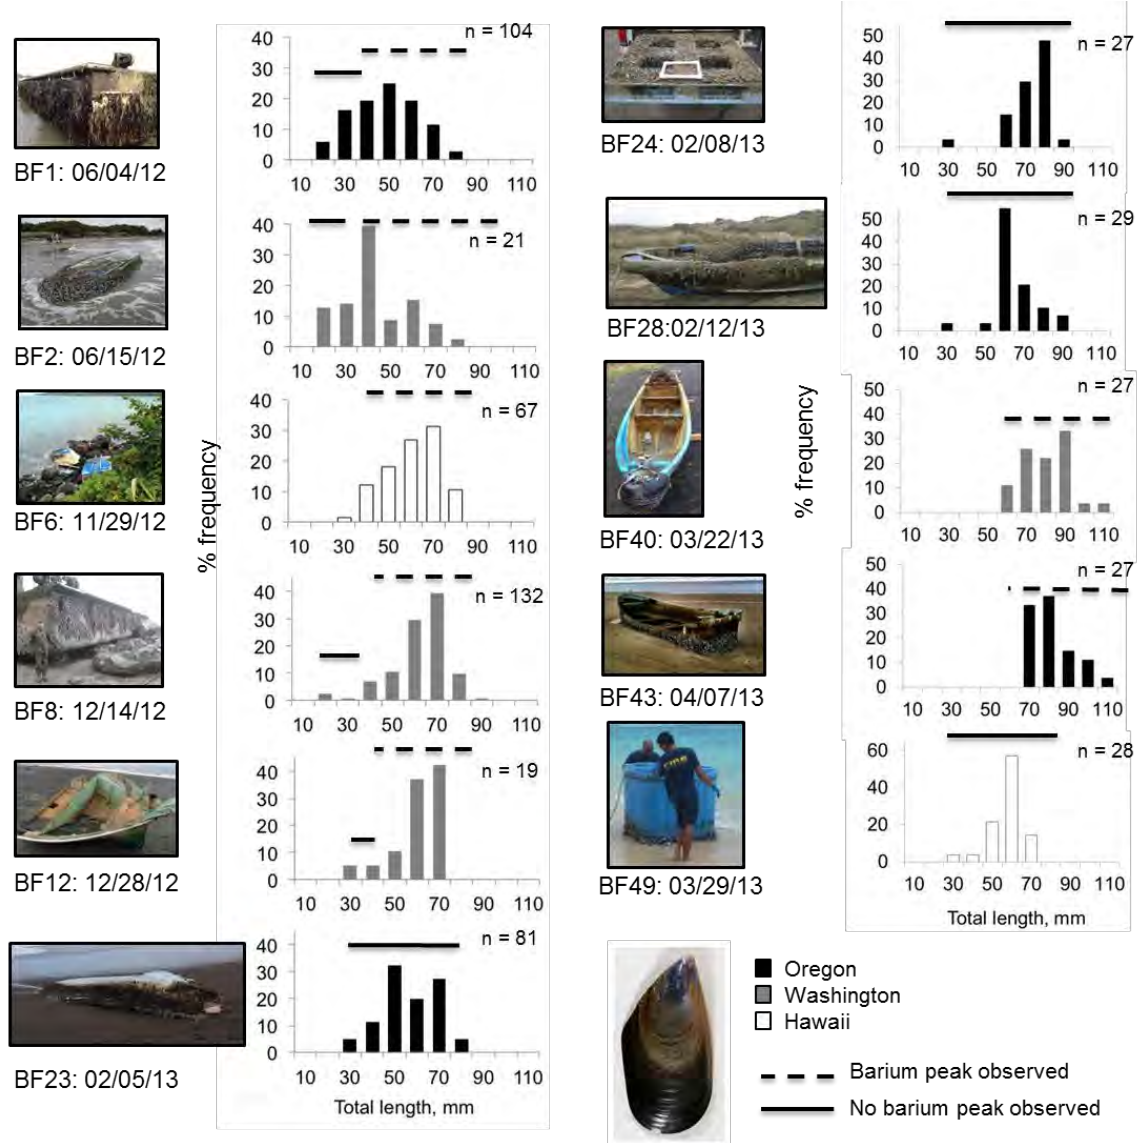 BF1: 06/04/12
n = 104
40
30
20
10
0
10 30 50 70 90 110
BF2: 06/15/12
n = 21
40
30
20
10
0
10 30 50 70 90 110
BF6: 11/29/12
n = 67
40
30
20
10
0
10 30 50 70 90 110
% frequency
BF8: 12/14/12
n = 132
40
30
20
10
0
10 30 50 70 90 110
BF12: 12/28/12
n = 19
40
30
20
10
0
10 30 50 70 90 110
BF23: 02/05/13
n = 81
40
30
20
10
0
10 30 50 70 90 110
Total length, mm
BF24: 02/08/13
n = 27
50
40
30
20
10
0
10 30 50 70 90 110
BF28:02/12/13
n = 29
50
40
30
20
10
0
10 30 50 70 90 110
BF40: 03/22/13
n = 27
50
40
30
20
10
0
10 30 50 70 90 110
% frequency
BF43: 04/07/13
n = 27
50
40
30
20
10
0
10 30 50 70 90 110
BF49: 03/29/13
n = 28
60
40
20
0
10 30 50 70 90 110
Total length, mm
Oregon
Washington
Hawaii
Barium peak observed
No barium peak observed